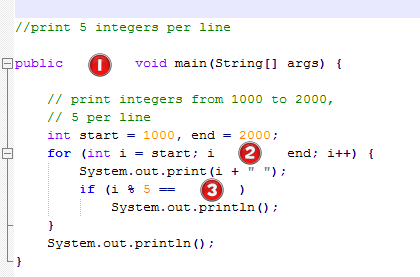 //print 5 integers per line
public 1 void main(String[] args) {
// print integers from 1000 to 2000,
// 5 per line
int start = 1000, end = 2000;
for (int i = start; i 2 end; i++) {
System.out.print(i + " ");
if (i % 5 == 3 )
System.out.println();
}
System.out.println();
}